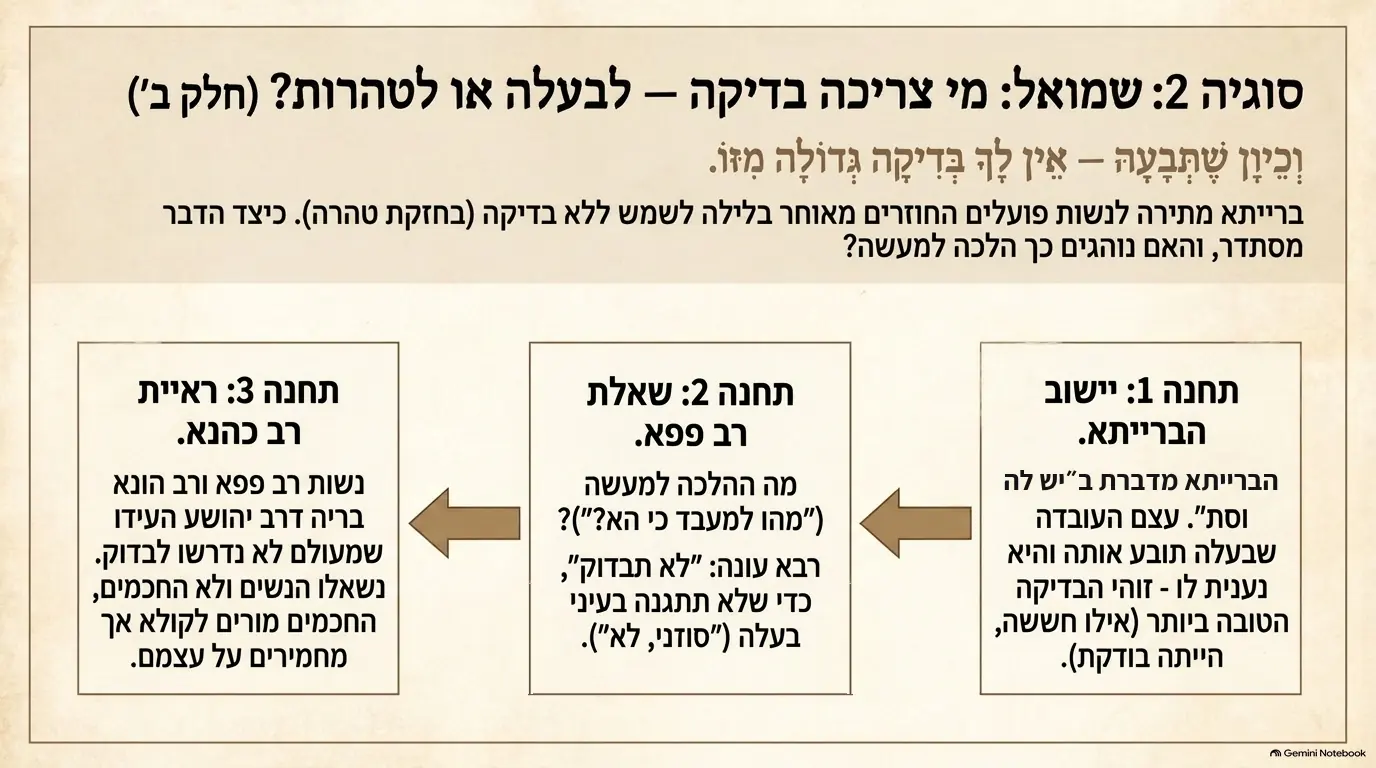 סוגיה 2: שמואל: מי צריכה בדיקה – לבעלה או לטהרות? (חלק ב')
וְכֵיוָן שֶׁתְּבָעָהּ – אֵין לָךְ בְּדִיקָה גְּדוֹלָה מִזּוֹ.
ברייתא מתירה לנשות פועלים החוזרים מאוחר בלילה לשמש ללא בדיקה (בחזקת טהרה). כיצד הדבר
מסתדר, והאם נוהגים כך הלכה למעשה?
תחנה 1: יישוב
הברייתא.
הברייתא מדברת ב״יש לה
וסת״. עצם העובדה
שבעלה תובע אותה והיא
נענית לו - זוהי הבדיקה
הטובה ביותר (אילו חששה,
הייתה בודקת).
תחנה 2: שאלת
רב פפא.
מה ההלכה למעשה
("מהו למעבד כי הא?")?
רבא עונה: "לא תבדוק",
כדי שלא תתגנה בעיני
בעלה ("סוזני, לא").
תחנה 3: ראיית
רב כהנא.
נשות רב פפא ורב הונא
בריה דרב יהושע העידו
שמעולם לא נדרשו לבדוק.
נשאלו הנשים ולא החכמים,
החכמים מורים לקולא אך
מחמירים על עצמם.
Gemini Notebook